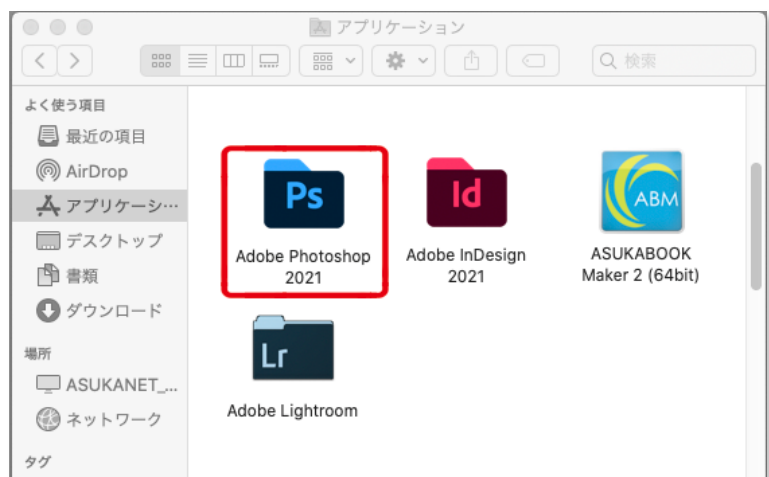 アプリケーション
検索
よく使う項目
最近の項目
AirDrop
アプリケーシ…
デスクトップ
書類
ダウンロード
場所
ASUKANET_...
ネットワーク
タグ
Ps
Adobe Photoshop
2021
Id
Adobe InDesign
2021
ABM
ASUKABOOK
Maker 2 (64bit)
Lr
Adobe Lightroom